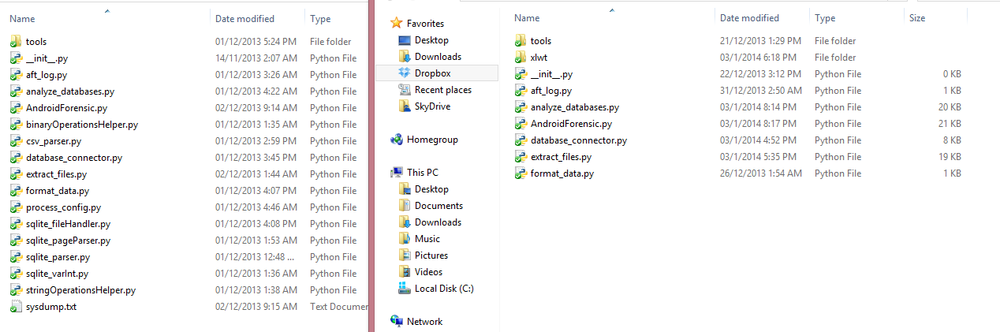 Name Date modified Type
tools 01/12/2013 5:24 PM File folder
__init__.py 14/11/2013 2:07 AM Python File
aft_log.py 01/12/2013 3:26 AM Python File
analyze_databases.py 01/12/2013 4:22 AM Python File
AndroidForensic.py 02/12/2013 9:14 AM Python File
binaryOperationsHelper.py 01/12/2013 1:35 AM Python File
csv_parser.py 01/12/2013 2:59 PM Python File
database_connector.py 01/12/2013 3:45 PM Python File
extract_files.py 02/12/2013 1:44 AM Python File
format_data.py 01/12/2013 4:07 PM Python File
process_config.py 01/12/2013 4:46 AM Python File
sqlite_fileHandler.py 01/12/2013 4:08 PM Python File
sqlite_pageParser.py 01/12/2013 1:53 AM Python File
sqlite_parser.py 01/12/2013 12:48 ... Python File
sqlite_varInt.py 01/12/2013 1:36 AM Python File
stringOperationsHelper.py 01/12/2013 1:38 AM Python File
sysdump.txt 02/12/2013 9:15 AM Text Documer
Favorites
Desktop
Downloads
Dropbox
Recent places
SkyDrive
Homegroup
This PC
Desktop
Documents
Downloads
Music
Pictures
Videos
Local Disk (C:)
Network
Name Date modified Type Size
tools 21/12/2013 1:29 PM File folder
xlwt 03/1/2014 6:18 PM File folder
__init__.py 22/12/2013 3:12 PM Python File 0 KB
aft_log.py 31/12/2013 2:50 AM Python File 1 KB
analyze_databases.py 03/1/2014 8:14 PM Python File 20 KB
AndroidForensic.py 03/1/2014 8:17 PM Python File 21 KB
database_connector.py 03/1/2014 4:52 PM Python File 8 KB
extract_files.py 03/1/2014 5:35 PM Python File 19 KB
format_data.py 26/12/2013 1:54 AM Python File 1 KB